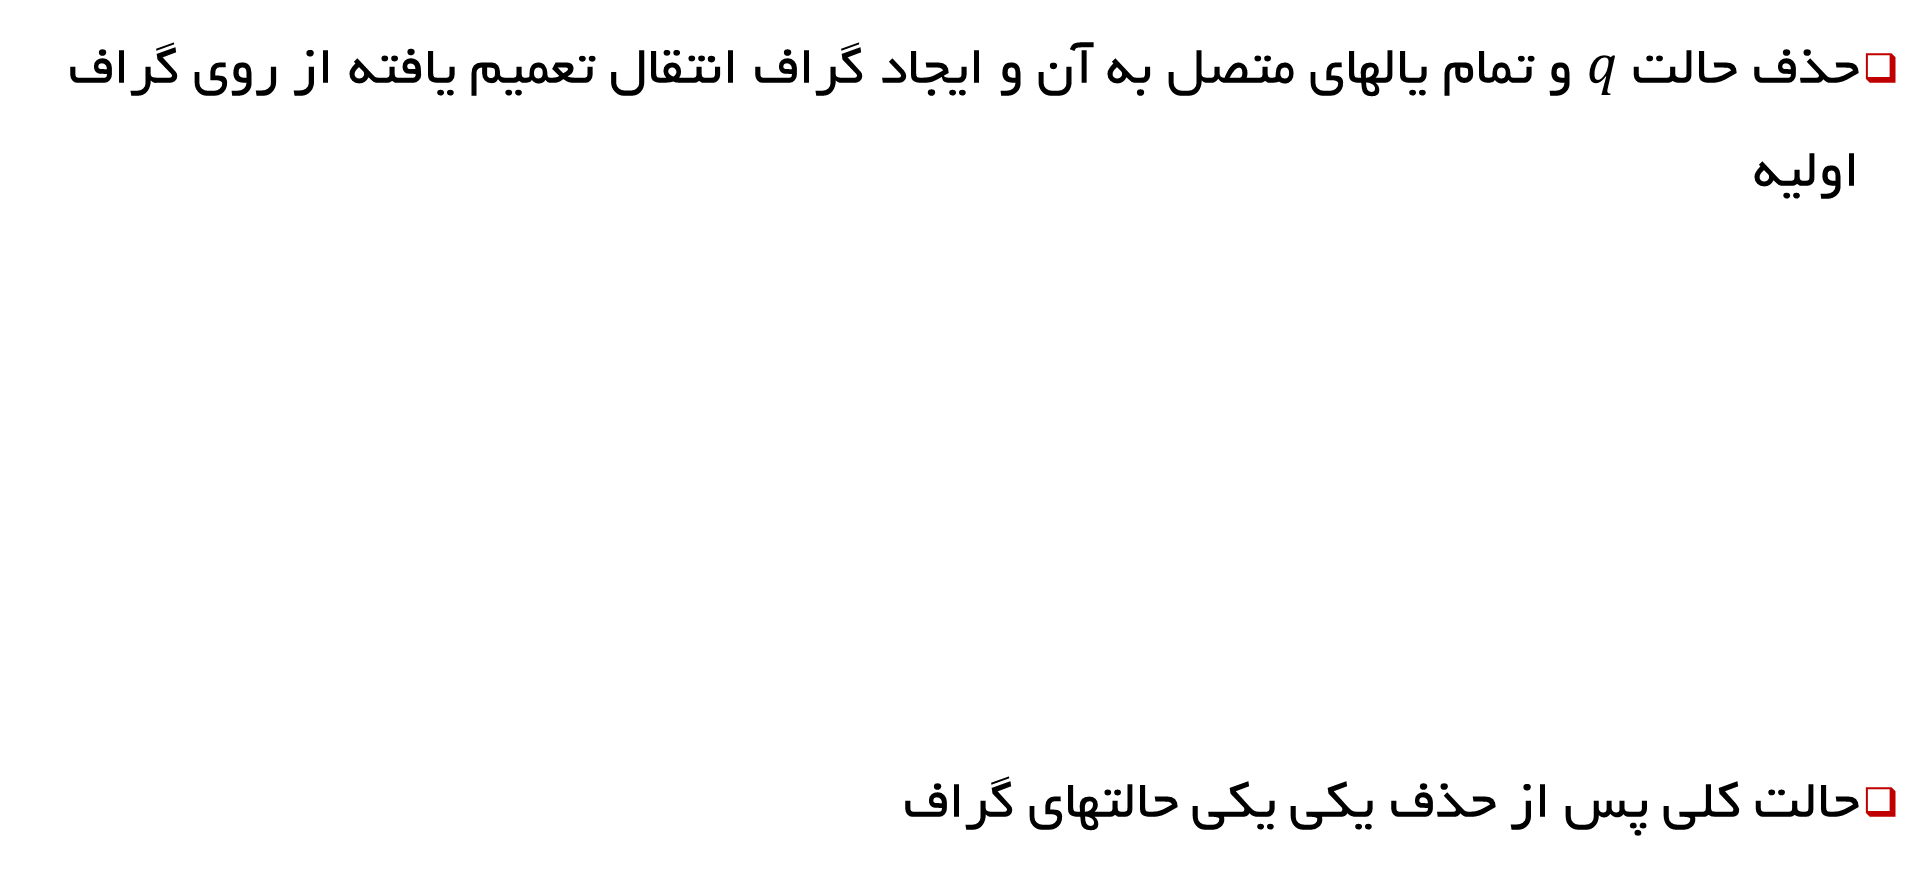 ❑حذف حالت q و تمام یالهای متصل به آن و ایجاد گراف انتقال تعمیم یافته از روی گراف
اولیه
❑حالت کلی پس از حذف یکی یکی حالتهای گراف